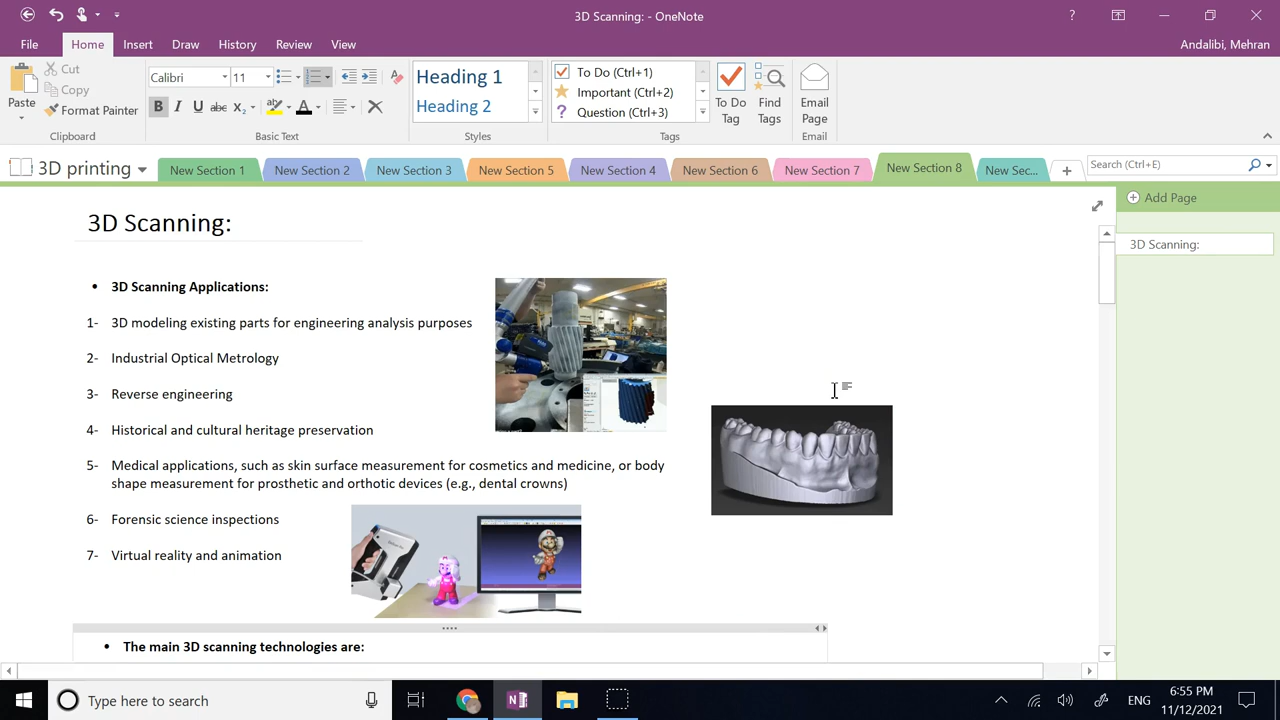 3D Scanning: - OneNote
?
File
Home
Insert
Draw
History
Review
View
Andalibi, Mehran
Paste
Cut
Copy
Format Painter
Clipboard
Calibri
11
B I U abc X₂
A
Basic Text
Heading 1
Heading 2
Styles
To Do (Ctrl+1)
Important (Ctrl+2)
? Question (Ctrl+3)
Tags
To Do
Tag
Find
Tags
Email
Page
Email
3D printing
New Section 1
New Section 2
New Section 3
New Section 5
New Section 4
New Section 6
New Section 7
New Section 8
New Sec...
Search (Ctrl+E)
Add Page
3D Scanning:
3D Scanning:
• 3D Scanning Applications:
1- 3D modeling existing parts for engineering analysis purposes
2- Industrial Optical Metrology
3- Reverse engineering
4- Historical and cultural heritage preservation
5- Medical applications, such as skin surface measurement for cosmetics and medicine, or body
shape measurement for prosthetic and orthotic devices (e.g., dental crowns)
6- Forensic science inspections
7- Virtual reality and animation
• The main 3D scanning technologies are:
Type here to search
ENG
6:55 PM
11/12/2021